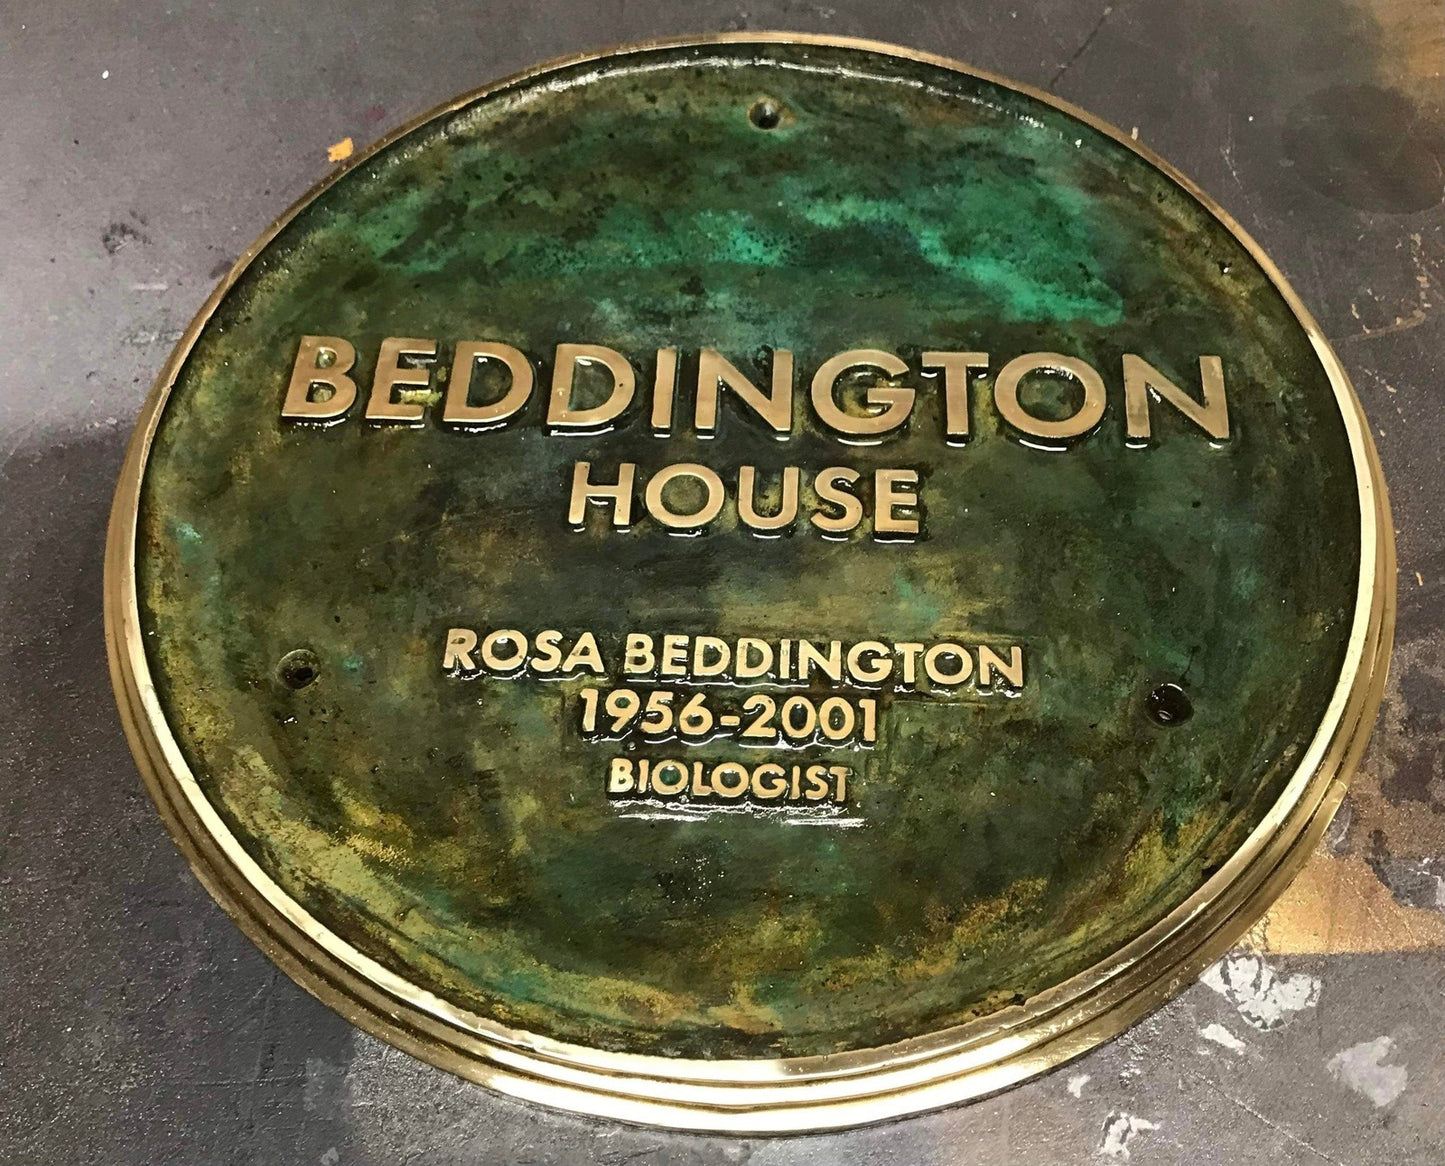 BEDDINGTON
HOUSE
ROSA BEDDINGTON
1956-2001
BIOLOGIST